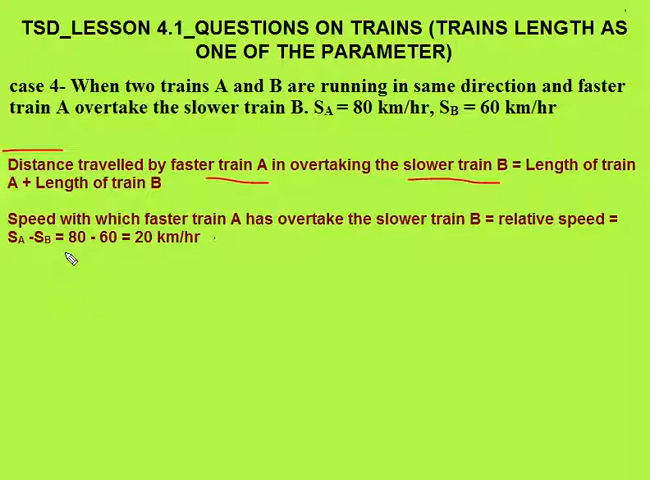 TSD_LESSON 4.1_QUESTIONS ON TRAINS (TRAINS LENGTH AS
ONE OF THE PARAMETER)
case 4- When two trains A and B are running in same direction and faster
train A overtake the slower train B. SA = 80 km/hr, SB = 60 km/hr
Distance travelled by faster train A in overtaking the slower train B = Length of train
A + Length of train B
Speed with which faster train A has overtake the slower train B = relative speed =
SA -SB = 80 - 60 = 20 km/hr